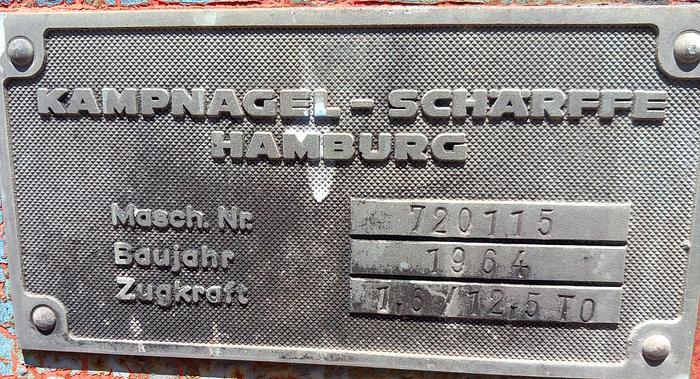 KAMPNAGEL - SCHÄRFFE
HAMBURG
Masch. Nr. 720115
Baujahr 1964
Zugkraft 1.6 / 12.5 TO